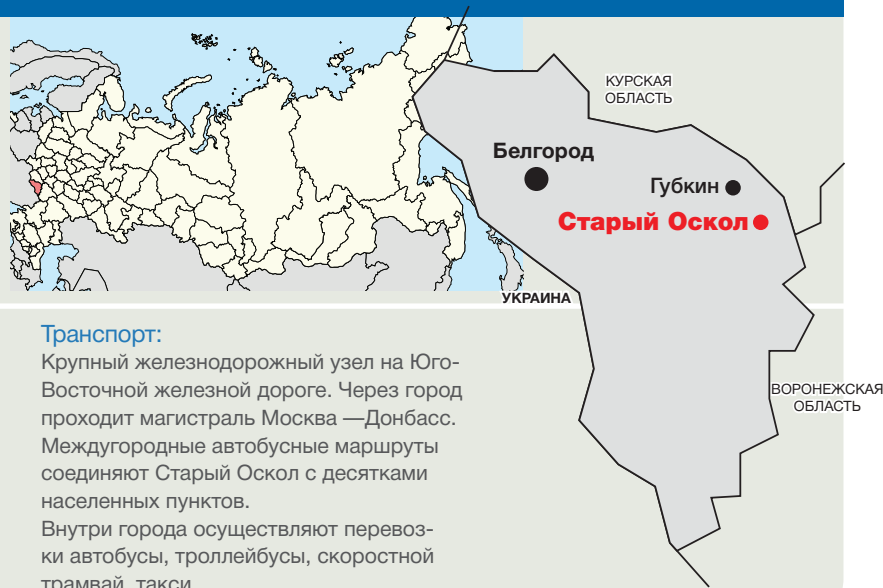 КУРСКАЯ
ОБЛАСТЬ
Белгород
Губкин
Старый Оскол
УКРАИНА
ВОРОНЕЖСКАЯ
ОБЛАСТЬ
Транспорт:
Крупный железнодорожный узел на Юго-
Восточной железной дороге. Через город
проходит магистраль Москва —Донбасс.
Междугородные автобусные маршруты
соединяют Старый Оскол с десятками
населенных пунктов.
Внутри города осуществляют перевоз-
ки автобусы, троллейбусы, скоростной
трамвай, такси